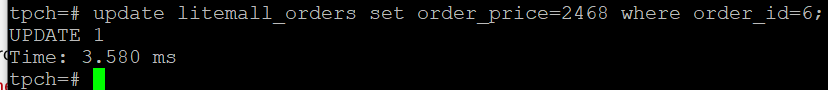 tpch=# update litemall_orders set order_price=2468 where order_id=6;
UPDATE 1
Time: 3.580 ms
tpch=#